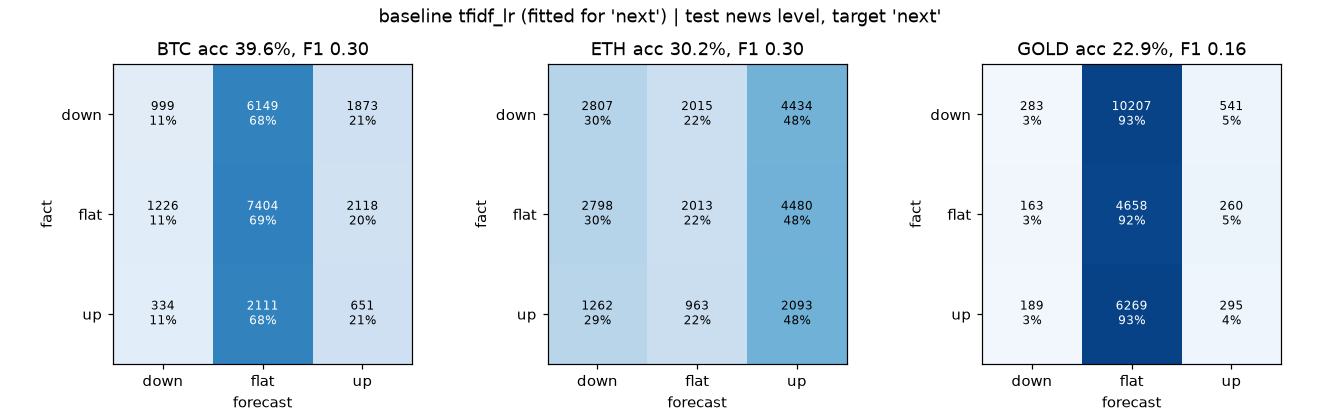 baseline tfidf_lr (fitted for 'next') | test news level, target 'next'
BTC acc 39.6%, F1 0.30
fact
down
flat
up
999
11%
6149
68%
1873
21%
1226
11%
7404
69%
2118
20%
334
11%
2111
68%
651
21%
down
flat
up
forecast
ETH acc 30.2%, F1 0.30
fact
down
flat
up
2807
30%
2015
22%
4434
48%
2798
30%
2013
22%
4480
48%
1262
29%
963
22%
2093
48%
down
flat
up
forecast
GOLD acc 22.9%, F1 0.16
fact
down
flat
up
283
3%
10207
93%
541
5%
163
3%
4658
92%
260
5%
189
3%
6269
93%
295
4%
down
flat
up
forecast